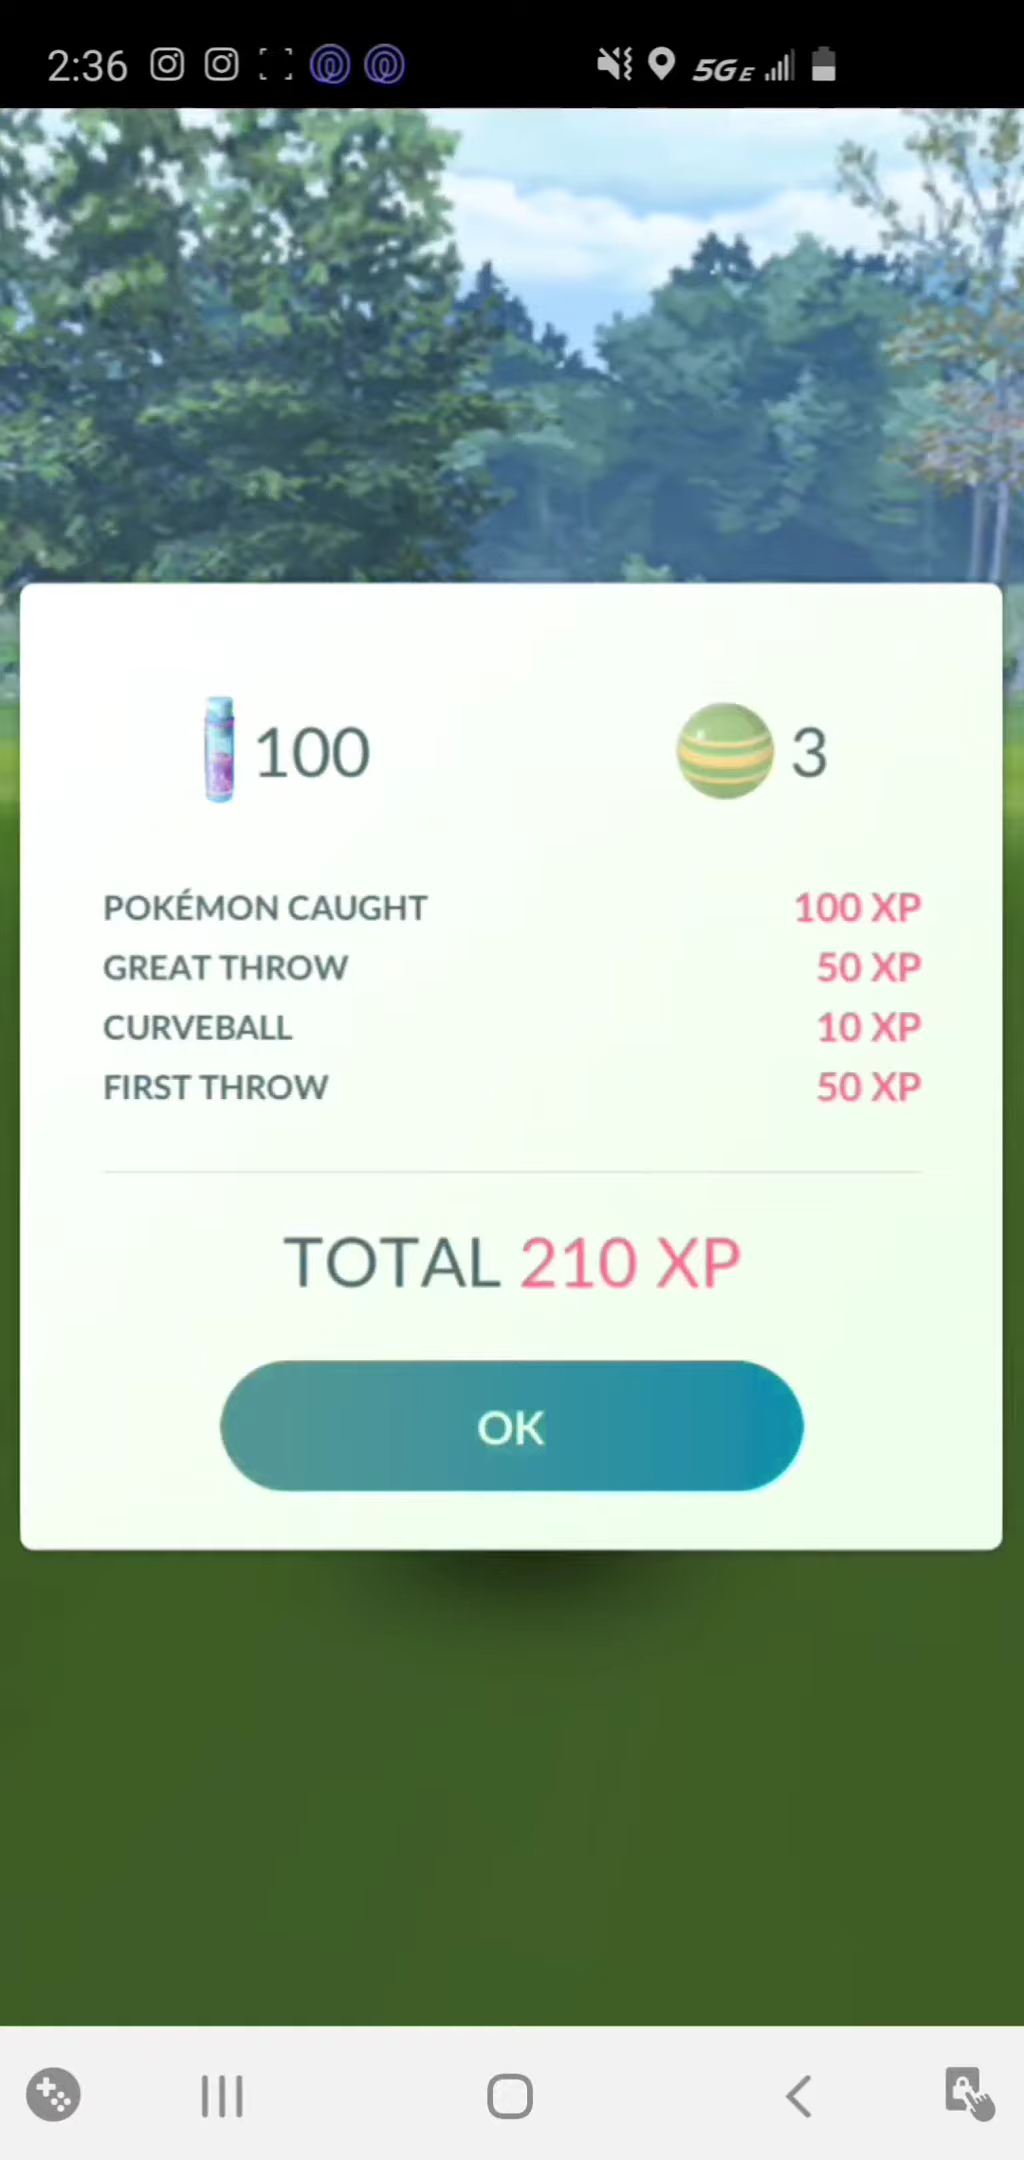 2:36 5GE
100 3
POKÉMON CAUGHT 100 XP
GREAT THROW 50 XP
CURVEBALL 10 XP
FIRST THROW 50 XP
TOTAL 210 XP
OK